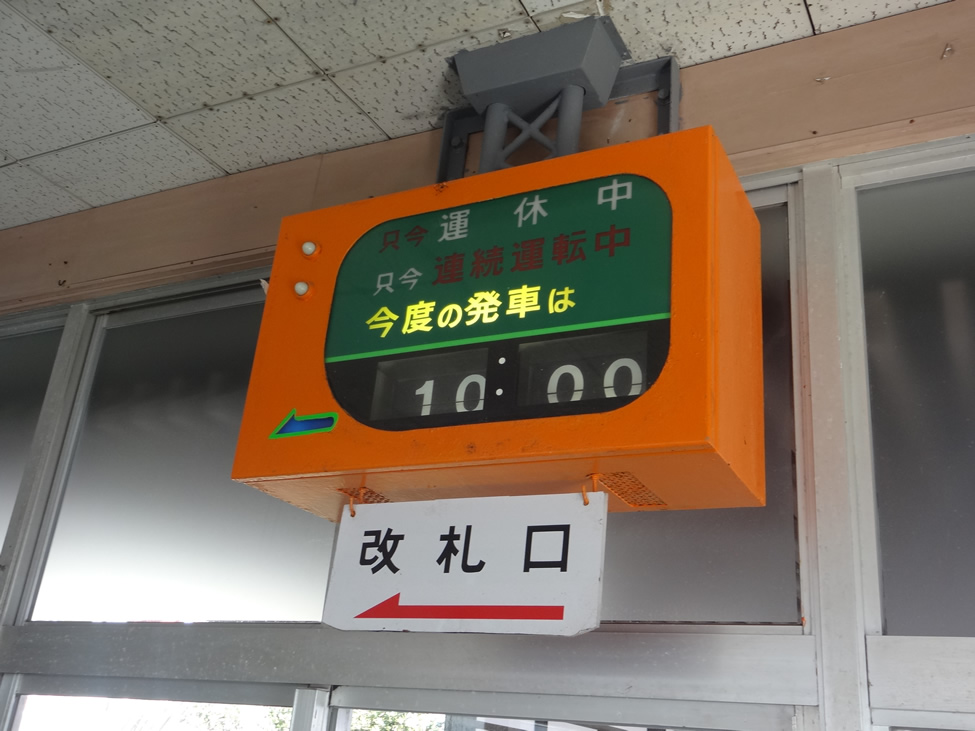 只今 運休中
只今 連続運転中
今度の発車は
10:00
改札口